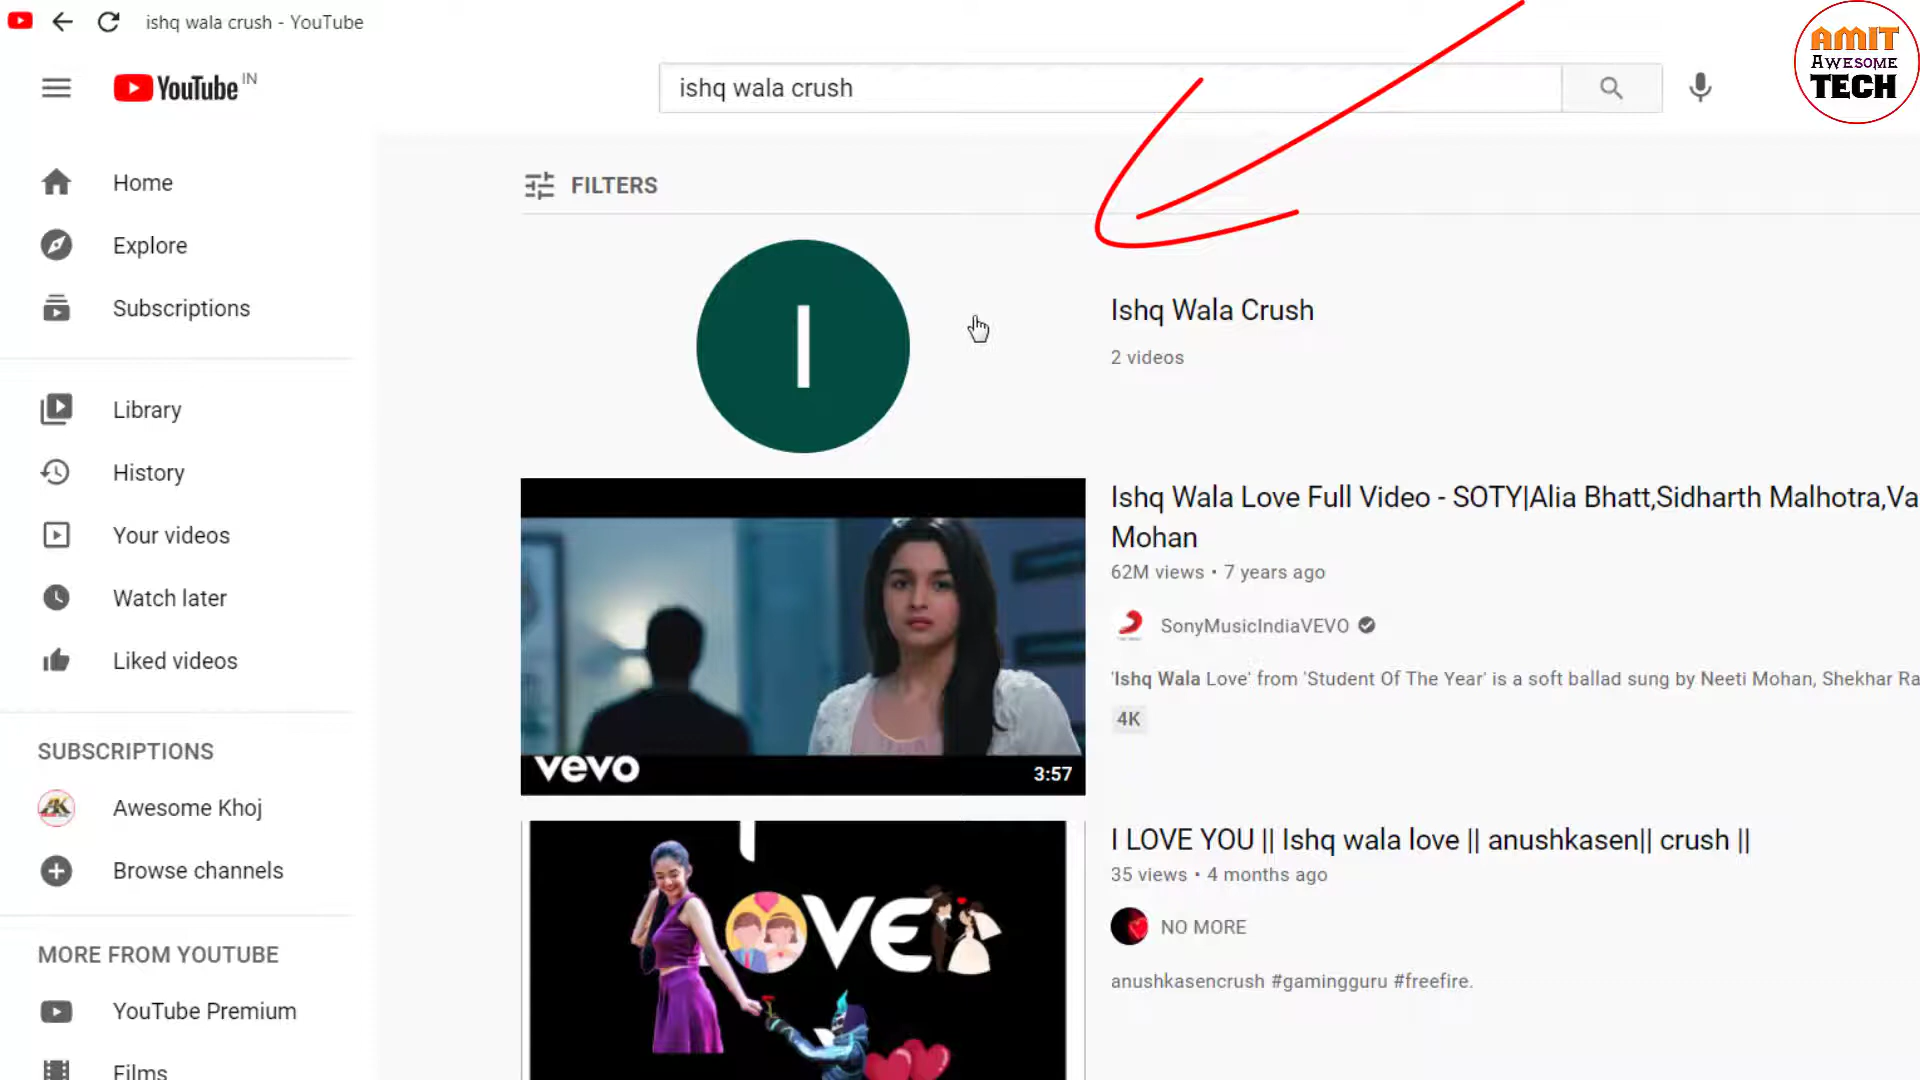 ishq wala crush - YouTube
AMIT
AWESOME
TECH
YouTube IN
ishq wala crush
Home
Explore
Subscriptions
Library
History
Your videos
Watch later
Liked videos
SUBSCRIPTIONS
Awesome Khoj
Browse channels
MORE FROM YOUTUBE
YouTube Premium
Films
FILTERS
I
Ishq Wala Crush
2 videos
vevo
3:57
Ishq Wala Love Full Video - SOTY|Alia Bhatt,Sidharth Malhotra,Va
Mohan
62M views • 7 years ago
SonyMusicIndiaVEVO
'Ishq Wala Love' from 'Student Of The Year' is a soft ballad sung by Neeti Mohan, Shekhar Ra
4K
LOVE
I LOVE YOU || Ishq wala love || anushkasen|| crush ||
35 views • 4 months ago
NO MORE
anushkasencrush #gamingguru #freefire.